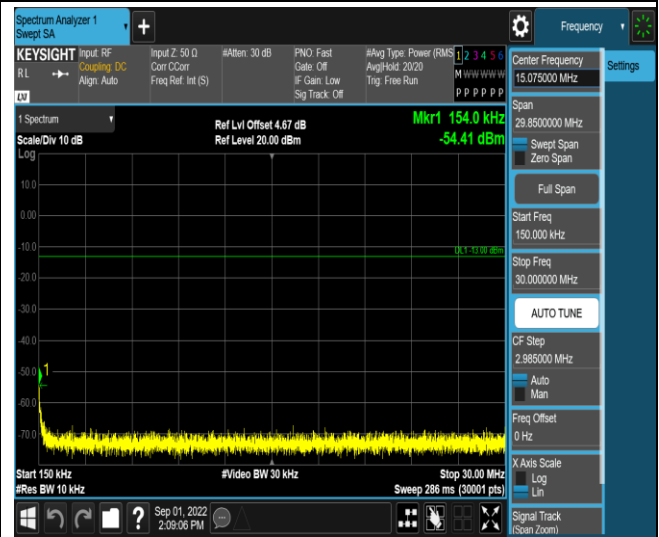 Spectrum Analyzer 1
Swept SA
+
Frequency
KEYSIGHT
RL
LXI
Input: RF
Coupling: DC
Align: Auto
Input Z: 50 Ω
Corr CCorr
Freq Ref: Int (S)
#Atten: 30 dB
PNO: Fast
Gate: Off
IF Gain: Low
Sig Track: Off
#Avg Type: Power (RMS
Avg|Hold: 20/20
Trig: Free Run
1 2 3 4 5 6
M W W W W W
P P P P P P
1 Spectrum
Scale/Div 10 dB
Log
Ref Lvl Offset 4.67 dB
Ref Level 20.00 dBm
Mkr1 154.0 kHz
-54.41 dBm
10.0
0.00
-10.0
DL1 -13.00 dBm
-20.0
-30.0
-40.0
-50.0
1
-60.0
-70.0
Start 150 kHz
#Video BW 30 kHz
Stop 30.00 MHz
#Res BW 10 kHz
Sweep 286 ms (30001 pts)
?
Sep 01, 2022
2:09:06 PM
Center Frequency
15.075000 MHz
Span
29.8500000 MHz
Swept Span
Zero Span
Full Span
Start Freq
150.000 kHz
Stop Freq
30.000000 MHz
AUTO TUNE
CF Step
2.985000 MHz
Auto
Man
Freq Offset
0 Hz
X Axis Scale
Log
Lin
Signal Track
(Span Zoom)
Settings